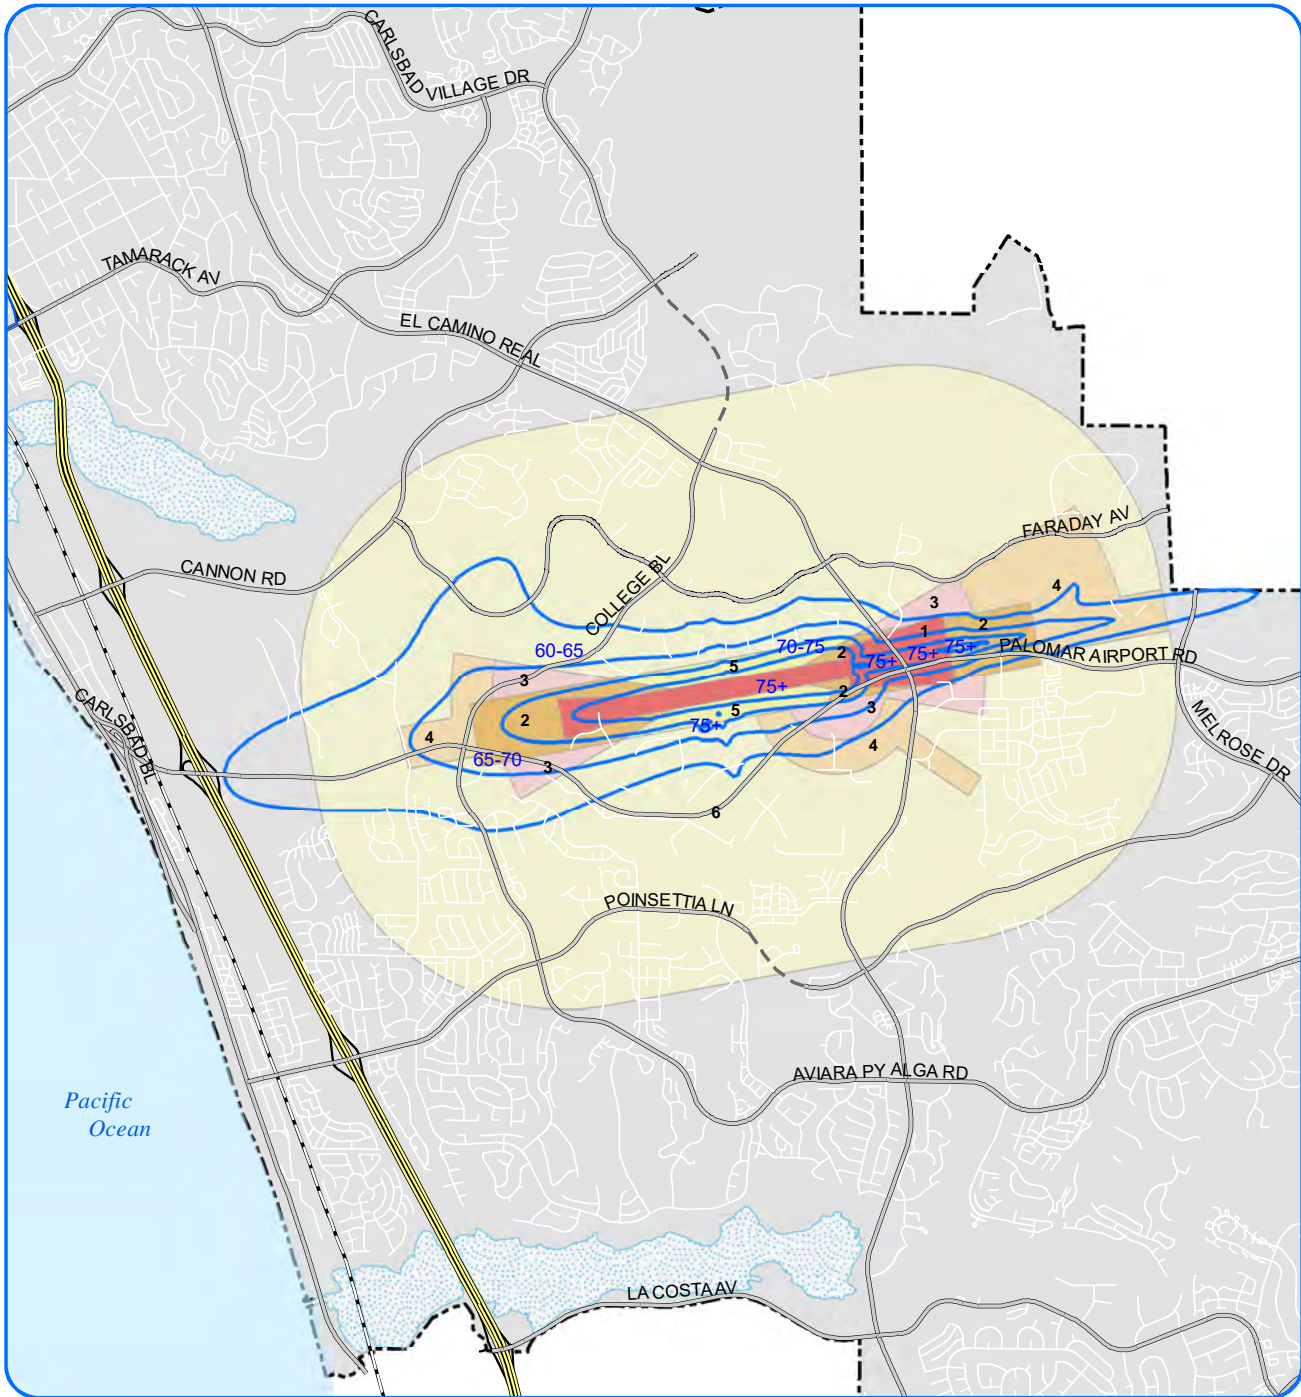 CARLSBAD
VILLAGE DR
TAMARACK AV
EL CAMINO REAL
FARADAY AV
CANNON RD
COLLEGE BL
4
3
2
1
60-65
70-75
2
75+
75+
75+
PALOMAR AIRPORT RD
5
3
75+
2
CARLSBAD BL
2
5
3
75+
MELROSE DR
4
4
65-70
3
6
POINSETTIA LN
AVIARA PY
ALGA RD
Pacific
Ocean
LA COSTA AV